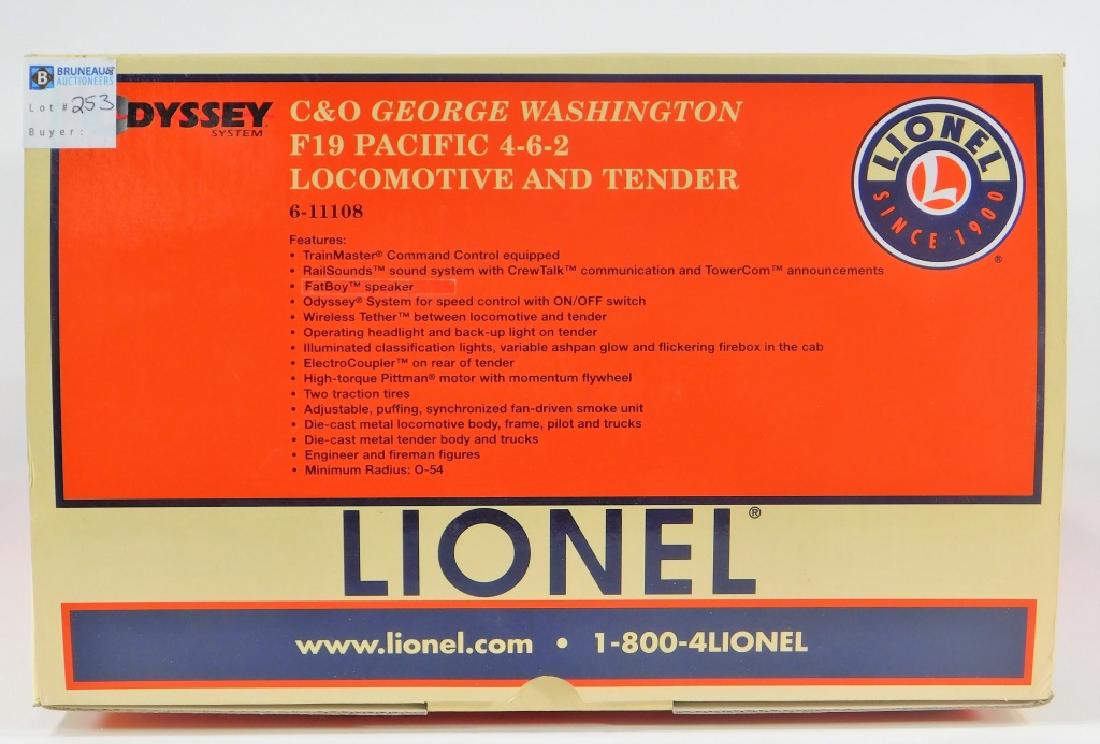 B BRUNEAU &CO
AUCTIONEERS
Lot # 253
Buyer:
DYSSEY
SYSTEM
C&O GEORGE WASHINGTON
F19 PACIFIC 4-6-2
LOCOMOTIVE AND TENDER
6-11108
LIONEL
L
SINCE 1900
®
Features:
• TrainMaster® Command Control equipped
• RailSounds™ sound system with CrewTalk™ communication and TowerCom™ announcements
• FatBoy™ speaker
• Odyssey® System for speed control with ON/OFF switch
• Wireless Tether™ between locomotive and tender
• Operating headlight and back-up light on tender
• Illuminated classification lights, variable ashpan glow and flickering firebox in the cab
• ElectroCoupler™ on rear of tender
• High-torque Pittman® motor with momentum flywheel
• Two traction tires
• Adjustable, puffing, synchronized fan-driven smoke unit
• Die-cast metal locomotive body, frame, pilot and trucks
• Die-cast metal tender body and trucks
• Engineer and fireman figures
• Minimum Radius: O-54
LIONEL®
www.lionel.com • 1-800-4LIONEL